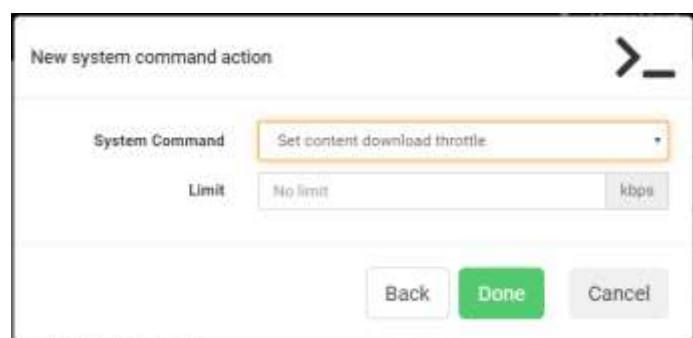 New system command action
System Command Set content download throttle
Limit No limit kbps
Back Done Cancel